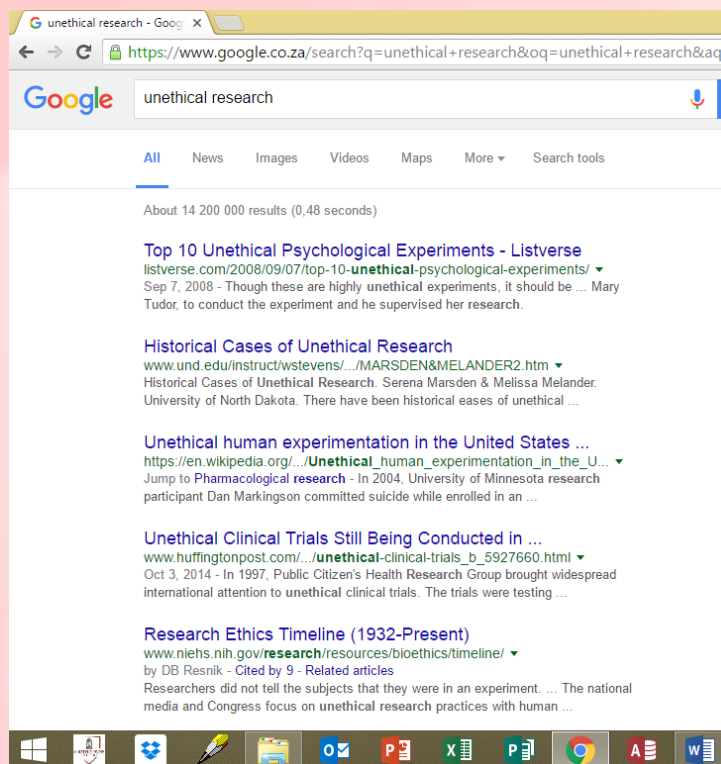 G unethical research - Goog
https://www.google.co.za/search?q=unethical+research&oq=unethical+research&aq
Google
unethical research
All News Images Videos Maps More Search tools
About 14 200 000 results (0,48 seconds)
Top 10 Unethical Psychological Experiments - Listverse
listverse.com/2008/09/07/top-10-unethical-psychological-experiments/
Sep 7, 2008 - Though these are highly unethical experiments, it should be ... Mary
Tudor, to conduct the experiment and he supervised her research.
Historical Cases of Unethical Research
www.und.edu/instruct/wstevens/.../MARSDEN&MELANDER2.htm
Historical Cases of Unethical Research. Serena Marsden & Melissa Melander.
University of North Dakota. There have been historical eases of unethical ...
Unethical human experimentation in the United States ...
https://en.wikipedia.org/.../Unethical_human_experimentation_in_the_U...
Jump to Pharmacological research - In 2004, University of Minnesota research
participant Dan Markingson committed suicide while enrolled in an ...
Unethical Clinical Trials Still Being Conducted in ...
www.huffingtonpost.com/.../unethical-clinical-trials_b_5927660.html
Oct 3, 2014 - In 1997, Public Citizen's Health Research Group brought widespread
international attention to unethical clinical trials. The trials were testing ...
Research Ethics Timeline (1932-Present)
www.niehs.nih.gov/research/resources/bioethics/timeline/
by DB Resnik - Cited by 9 - Related articles
Researchers did not tell the subjects that they were in an experiment. ... The national
media and Congress focus on unethical research practices with human ...